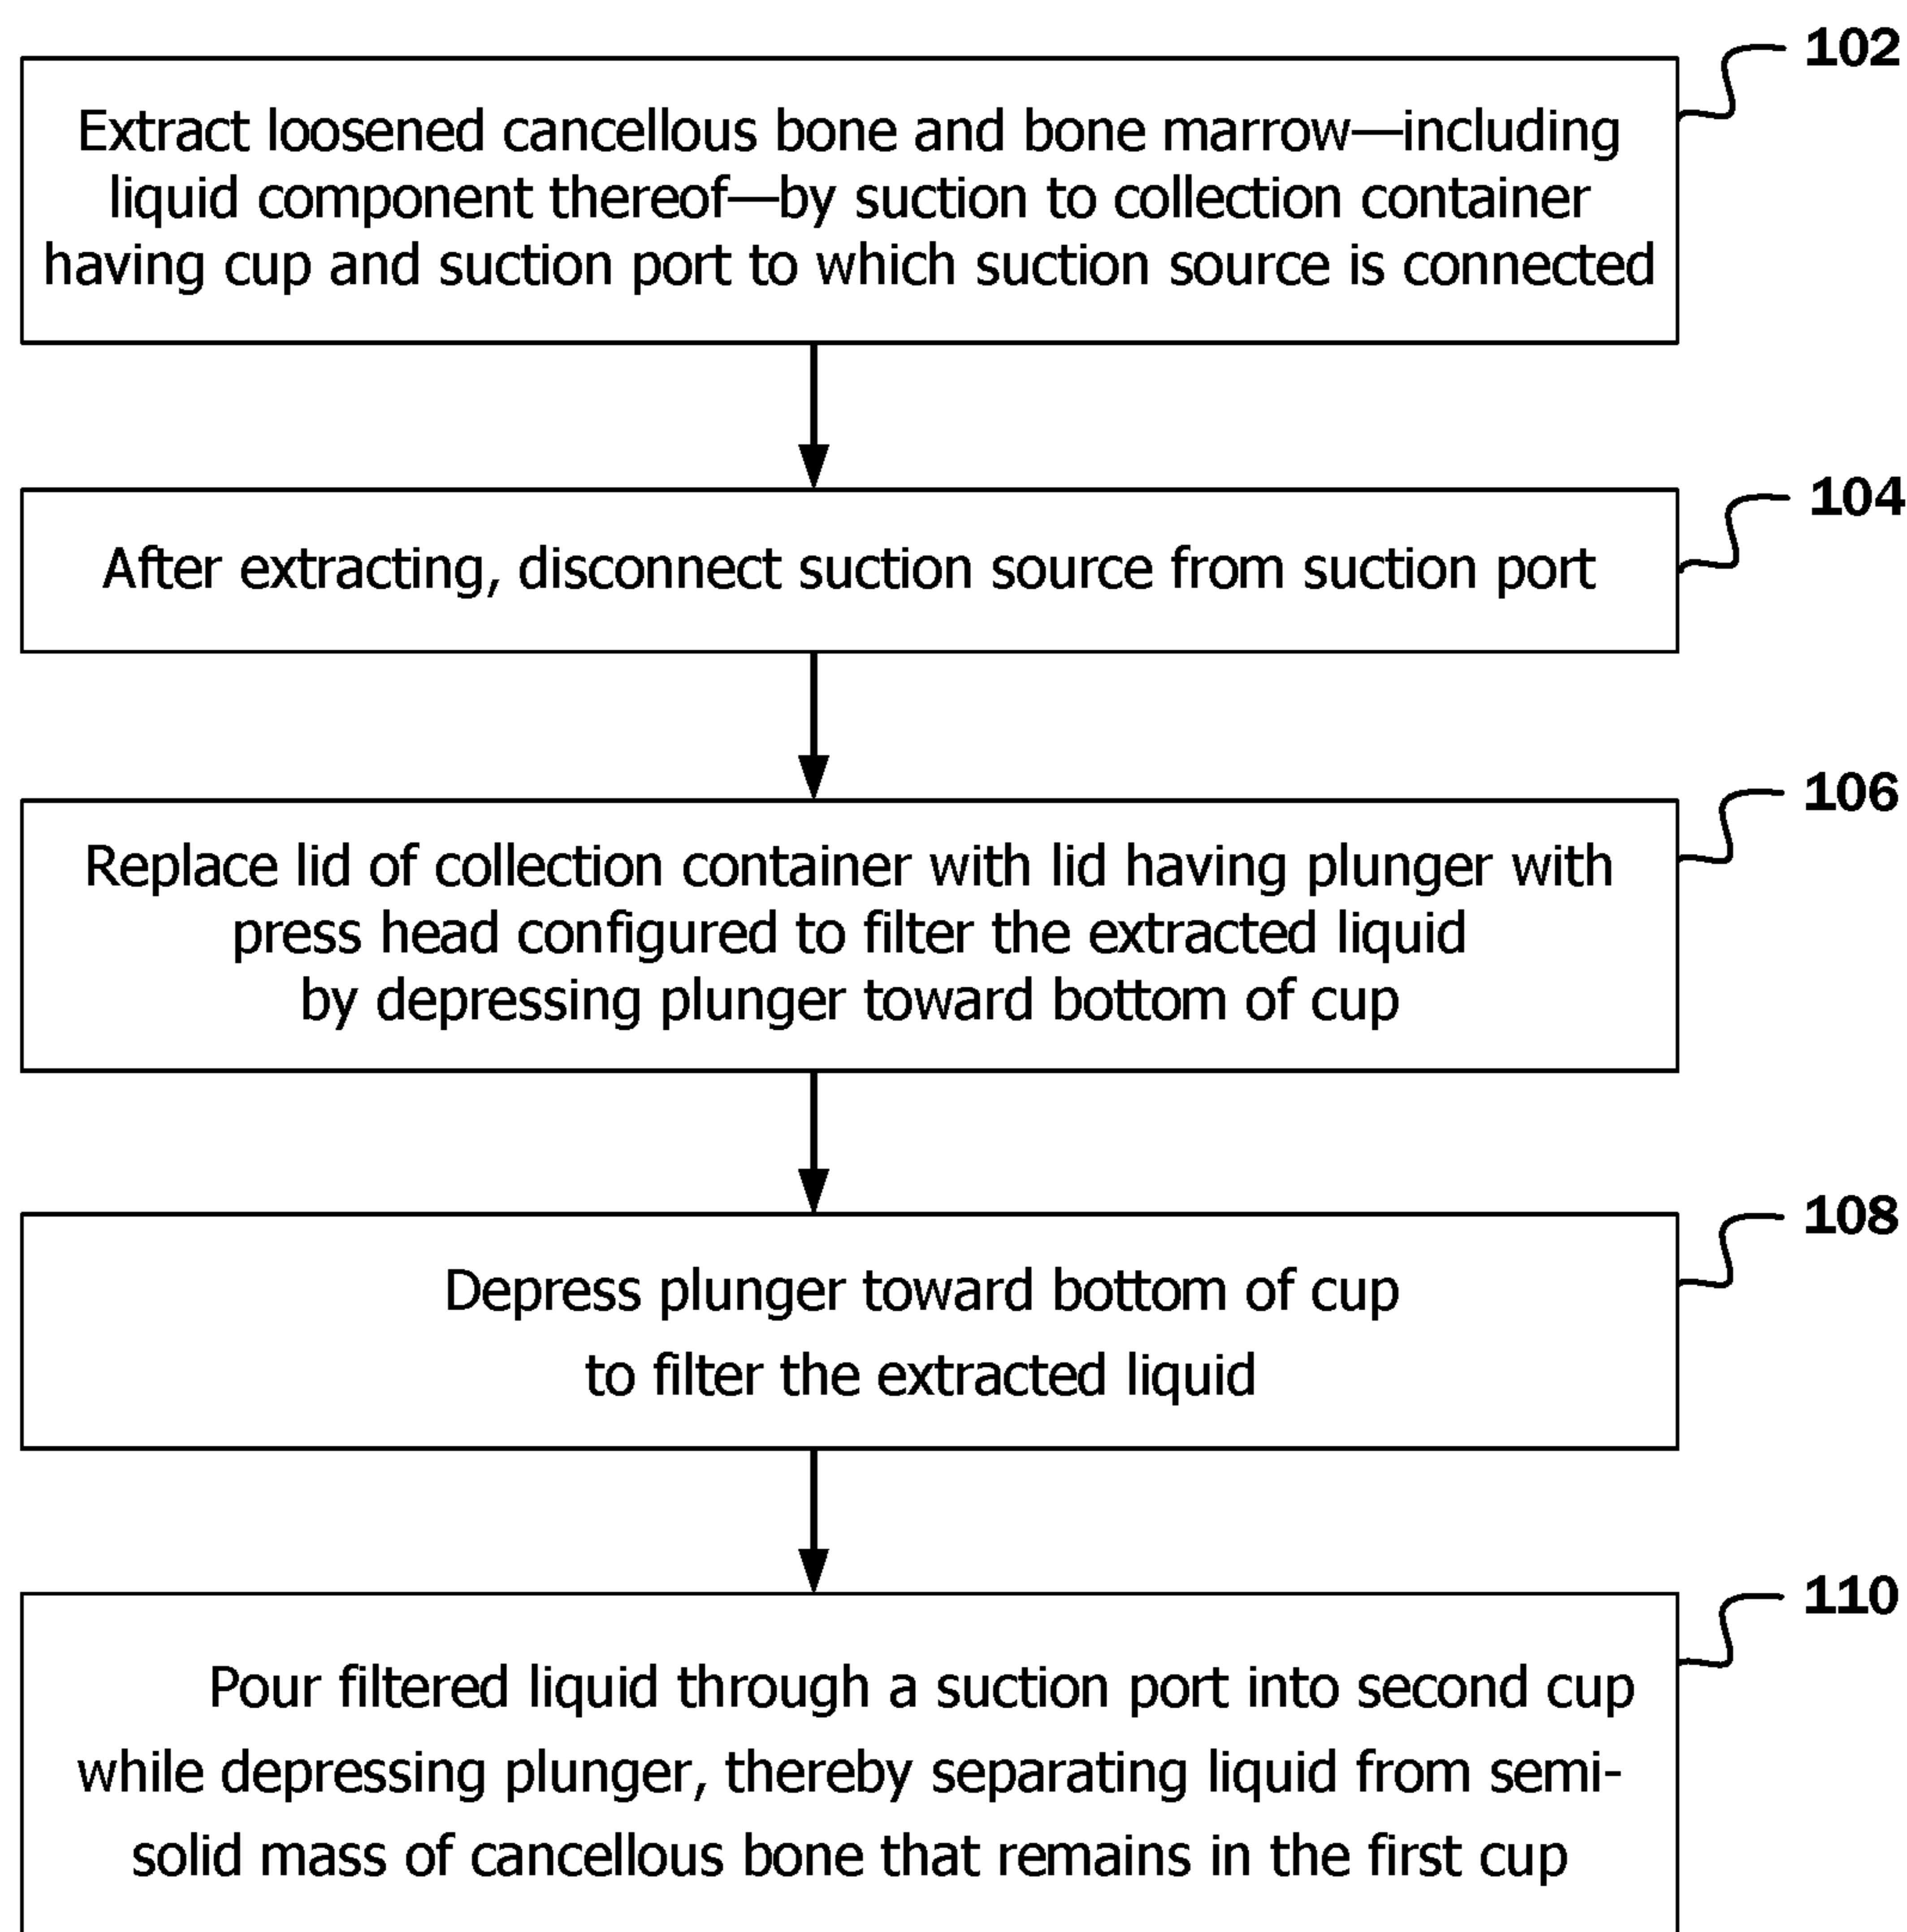 102
Extract loosened cancellous bone and bone marrow—including
liquid component thereof—by suction to collection container
having cup and suction port to which suction source is connected
104
After extracting, disconnect suction source from suction port
106
Replace lid of collection container with lid having plunger with
press head configured to filter the extracted liquid
by depressing plunger toward bottom of cup
108
Depress plunger toward bottom of cup
to filter the extracted liquid
110
Pour filtered liquid through a suction port into second cup
while depressing plunger, thereby separating liquid from semi-
solid mass of cancellous bone that remains in the first cup